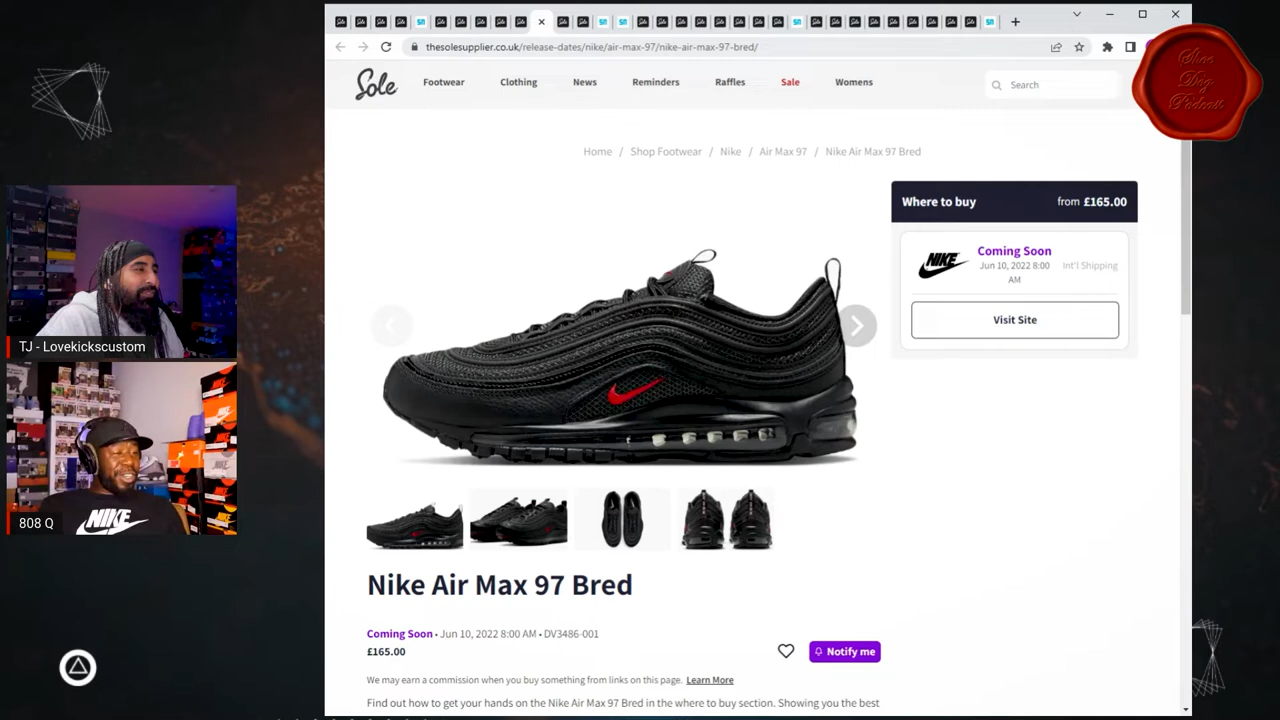 thesolesupplier.co.uk/release-dates/nike/air-max-97/nike-air-max-97-bred/
Sole
Footwear
Clothing
News
Reminders
Raffles
Sale
Womens
Search
Shoe
Dog
Podcast
Home / Shop Footwear / Nike / Air Max 97 / Nike Air Max 97 Bred
Where to buy
from £165.00
NIKE
Coming Soon
Jun 10, 2022 8:00
AM
Int'l Shipping
Visit Site
TJ - Lovekickscustom
808 Q
NIKE
Nike Air Max 97 Bred
Coming Soon • Jun 10, 2022 8:00 AM • DV3486-001
£165.00
Notify me
We may earn a commission when you buy something from links on this page. Learn More
Find out how to get your hands on the Nike Air Max 97 Bred in the where to buy section. Showing you the best